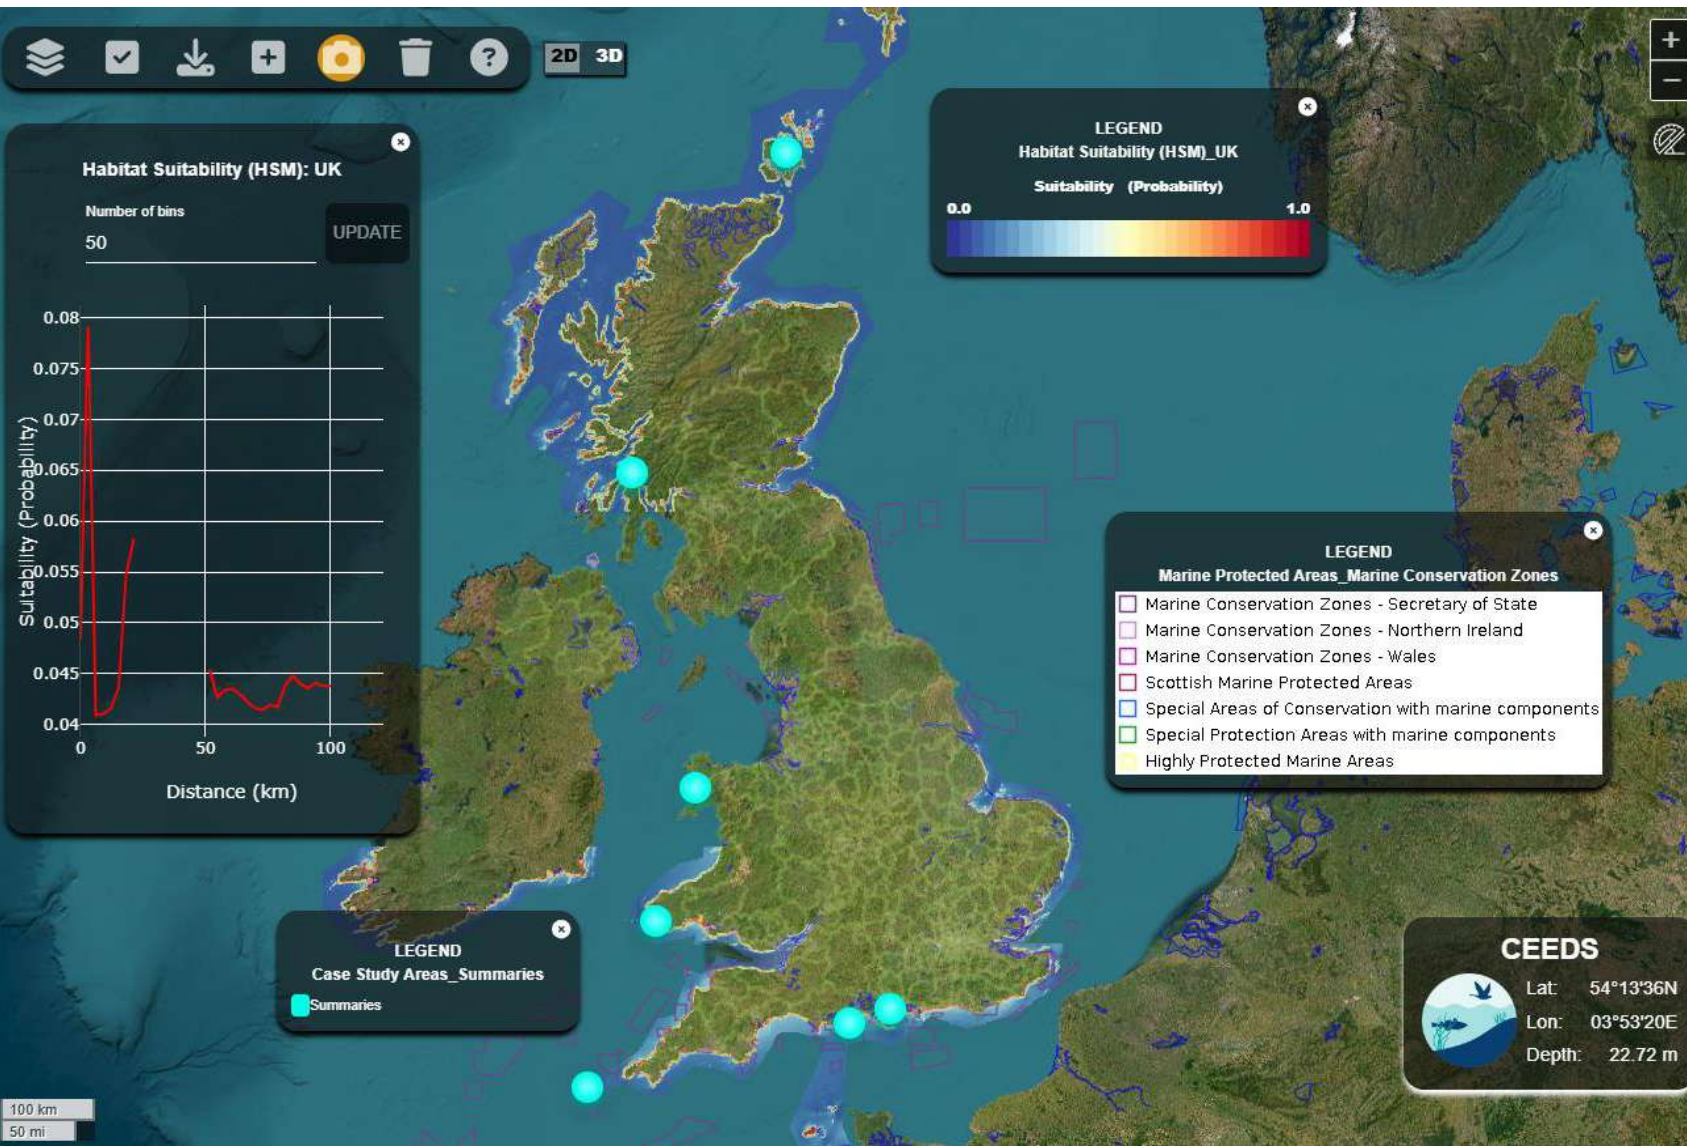 2D 3D
Habitat Suitability (HSM): UK
Number of bins
50
UPDATE
Suitability (Probability)
0.08
0.075
0.07
0.065
0.06
0.055
0.05
0.045
0.04
0 50 100
Distance (km)
LEGEND
Habitat Suitability (HSM)_UK
Suitability (Probability)
0.0 1.0
LEGEND
Marine Protected Areas_Marine Conservation Zones
Marine Conservation Zones - Secretary of State
Marine Conservation Zones - Northern Ireland
Marine Conservation Zones - Wales
Scottish Marine Protected Areas
Special Areas of Conservation with marine components
Special Protection Areas with marine components
Highly Protected Marine Areas
LEGEND
Case Study Areas_Summaries
Summaries
CEEDS
Lat: 54°13'36N
Lon: 03°53'20E
Depth: 22.72 m
100 km
50 mi